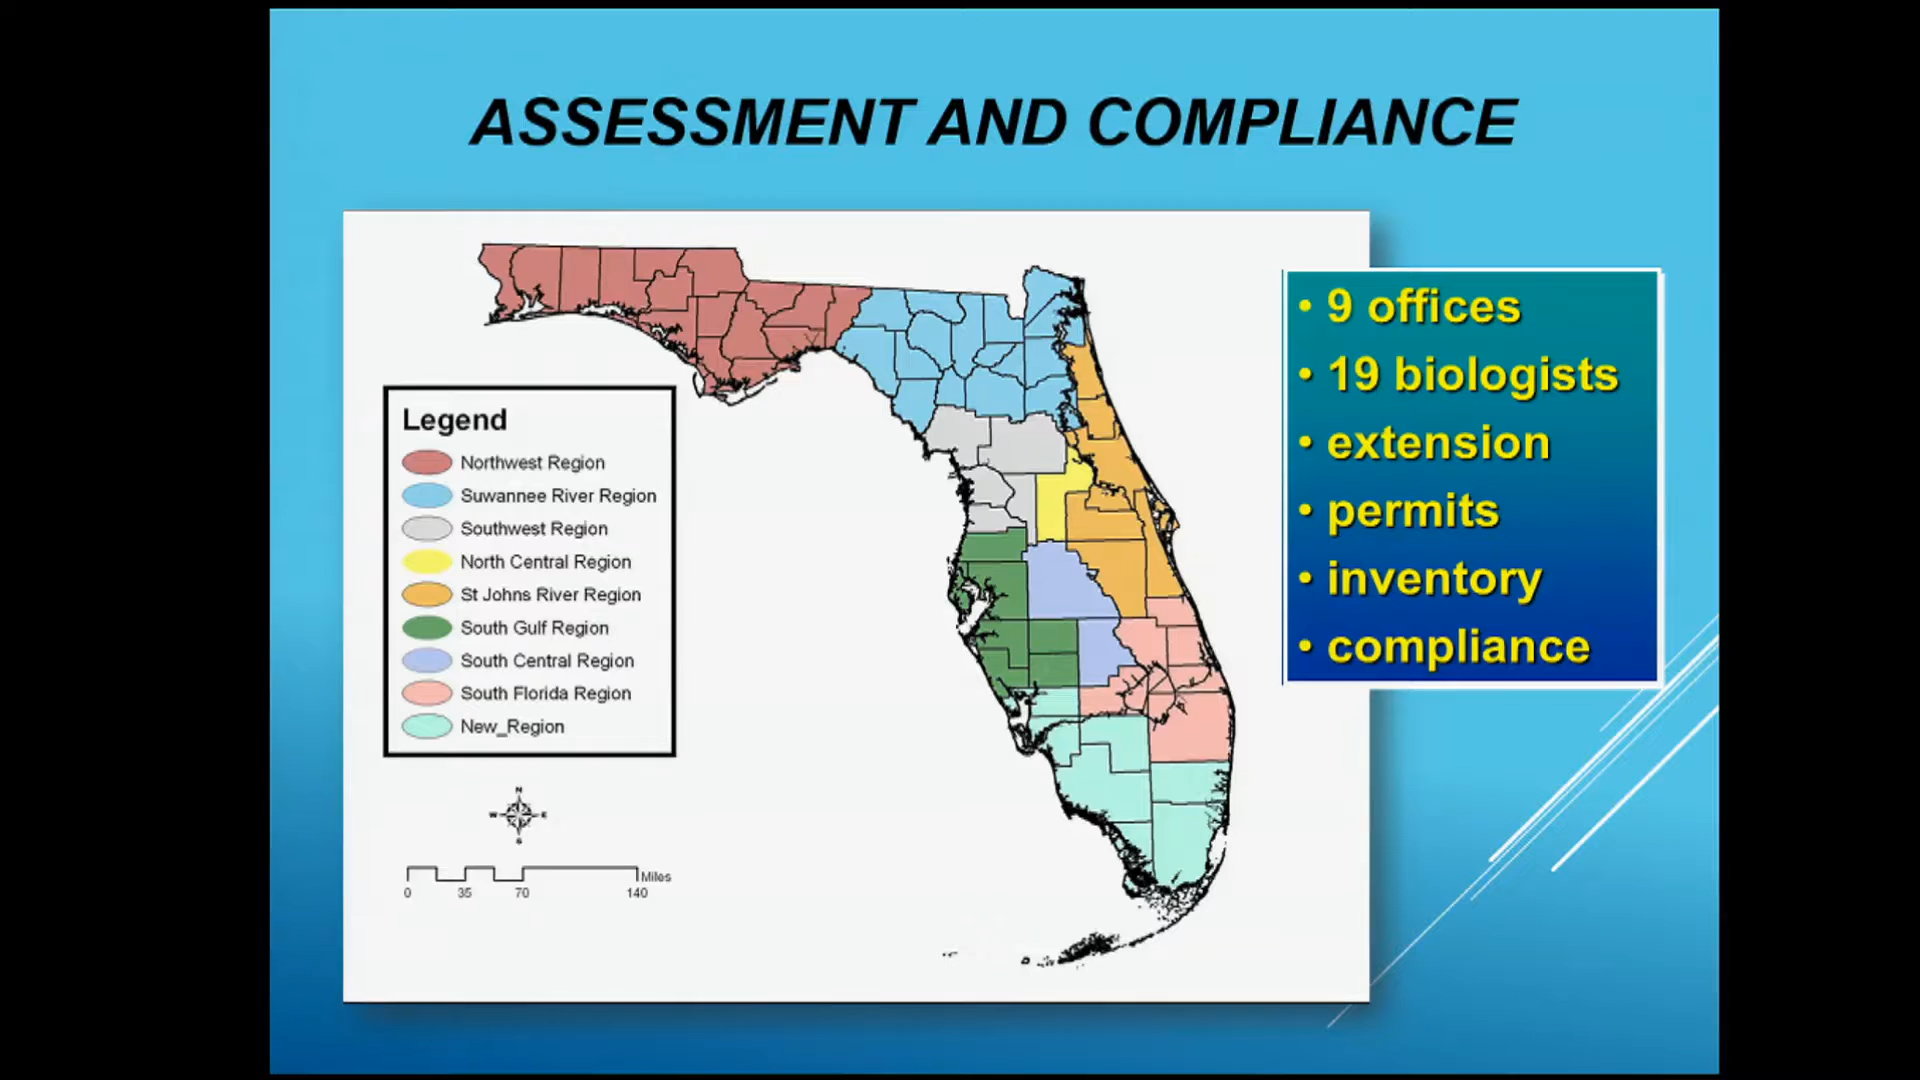 ASSESSMENT AND COMPLIANCE
• 9 offices
• 19 biologists
• extension
• permits
• inventory
• compliance
Legend
Northwest Region
Suwannee River Region
Southwest Region
North Central Region
St Johns River Region
South Gulf Region
South Central Region
South Florida Region
New_Region
N
W E
S
Miles
0 35 70 140